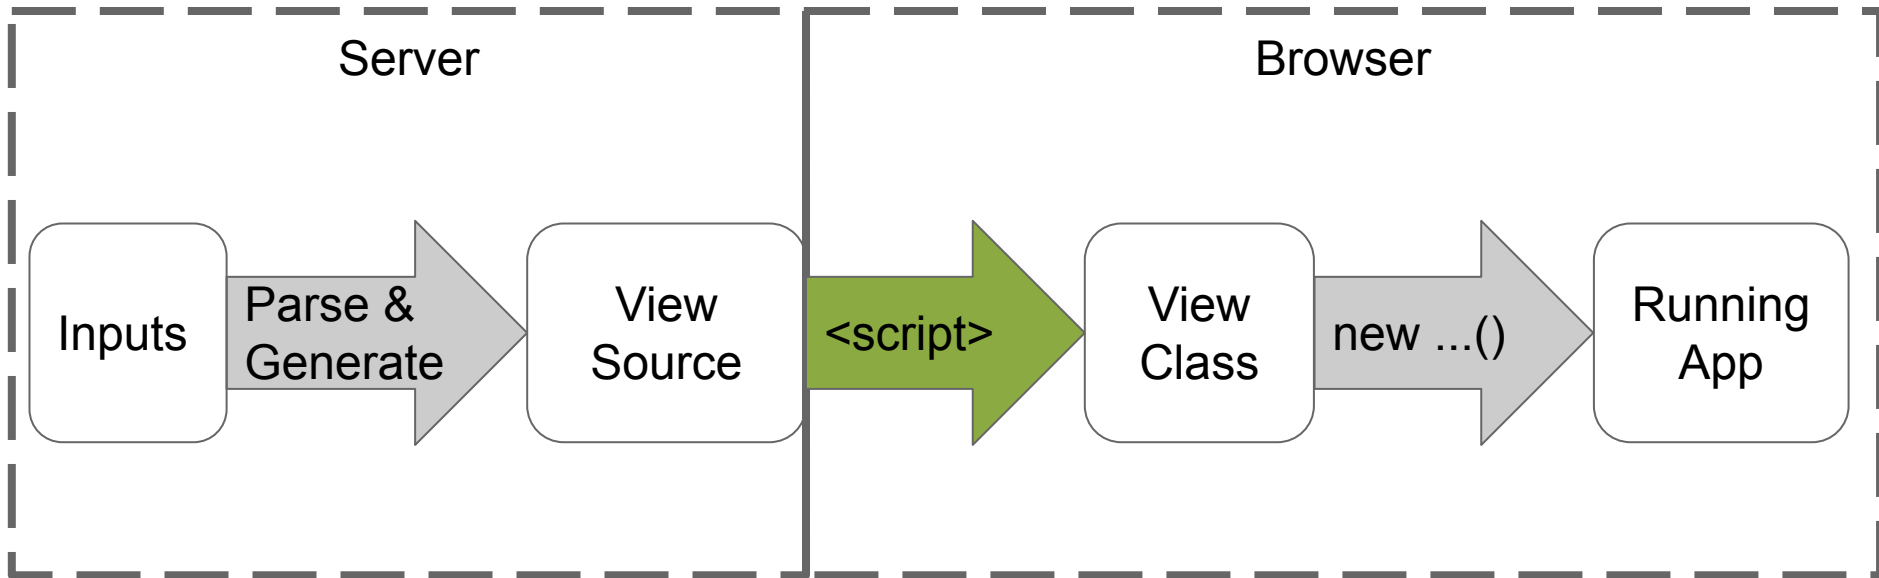 Server
Browser
Inputs
Parse &
Generate
View
Source
<script>
View
Class
new ...()
Running
App